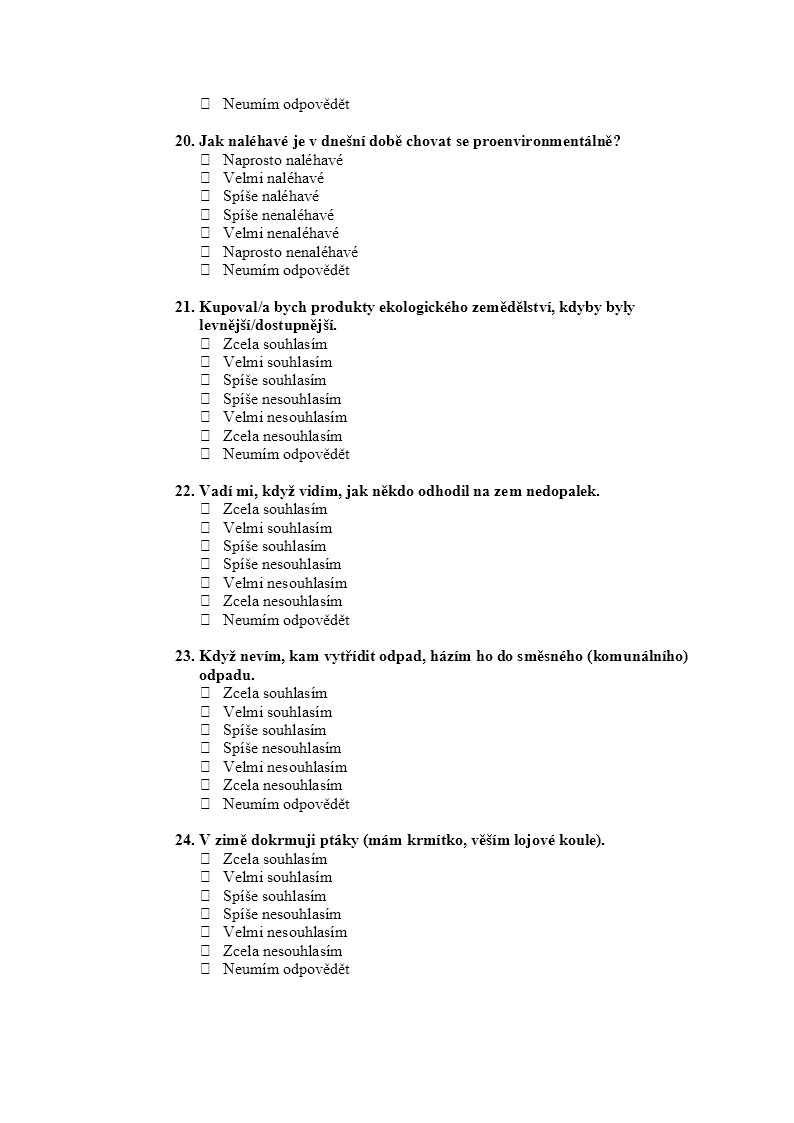 ☐ Neumím odpovědět
20. Jak naléhavé je v dnešní době chovat se proenvironmentálně?
☐ Naprosto naléhavé
☐ Velmi naléhavé
☐ Spíše naléhavé
☐ Spíše nenaléhavé
☐ Velmi nenaléhavé
☐ Naprosto nenaléhavé
☐ Neumím odpovědět
21. Kupoval/a bych produkty ekologického zemědělství, kdyby byly
levnější/dostupnější.
☐ Zcela souhlasím
☐ Velmi souhlasím
☐ Spíše souhlasím
☐ Spíše nesouhlasím
☐ Velmi nesouhlasím
☐ Zcela nesouhlasím
☐ Neumím odpovědět
22. Vadí mi, když vidím, jak někdo odhodil na zem nedopalek.
☐ Zcela souhlasím
☐ Velmi souhlasím
☐ Spíše souhlasím
☐ Spíše nesouhlasím
☐ Velmi nesouhlasím
☐ Zcela nesouhlasím
☐ Neumím odpovědět
23. Když nevím, kam vytřídit odpad, házím ho do směsného (komunálního)
odpadu.
☐ Zcela souhlasím
☐ Velmi souhlasím
☐ Spíše souhlasím
☐ Spíše nesouhlasím
☐ Velmi nesouhlasím
☐ Zcela nesouhlasím
☐ Neumím odpovědět
24. V zimě dokrmuji ptáky (mám krmítko, věším lojové koule).
☐ Zcela souhlasím
☐ Velmi souhlasím
☐ Spíše souhlasím
☐ Spíše nesouhlasím
☐ Velmi nesouhlasím
☐ Zcela nesouhlasím
☐ Neumím odpovědět